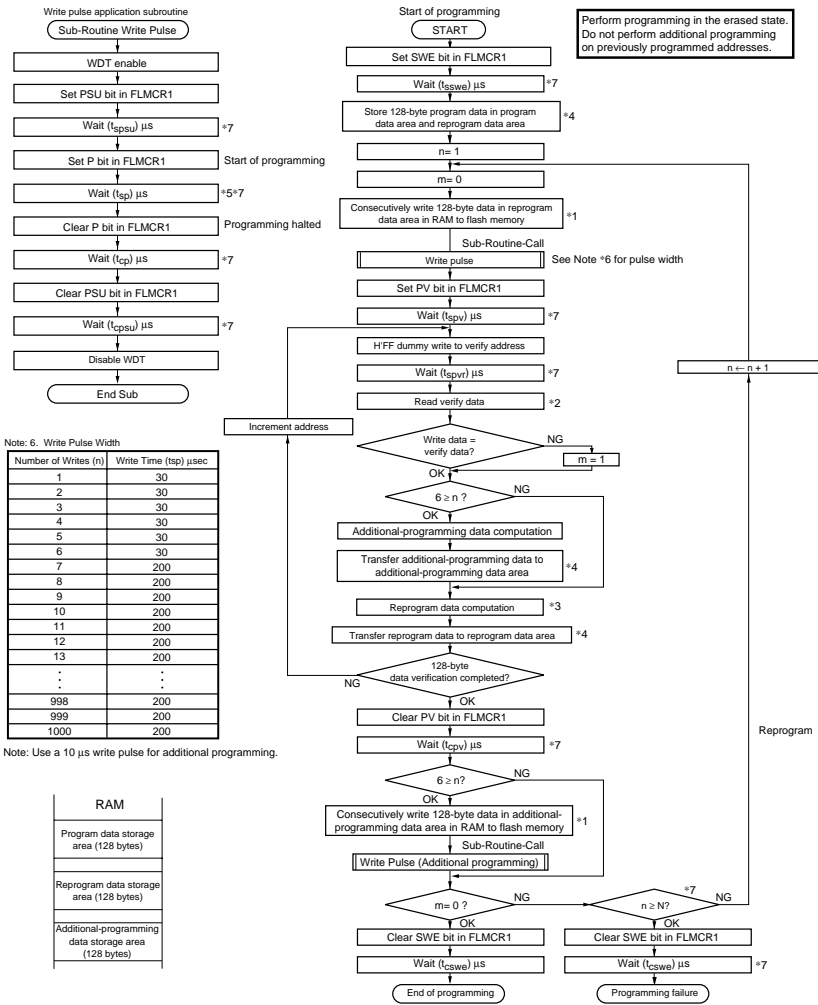 Write pulse application subroutine
Sub-Routine Write Pulse
WDT enable
Set PSU bit in FLMCR1
Wait (tspsu) μs
*7
Set P bit in FLMCR1
Start of programming
Wait (tsp) μs
*5*7
Clear P bit in FLMCR1
Programming halted
Wait (tcp) μs
*7
Clear PSU bit in FLMCR1
Wait (tcpsu) μs
*7
Disable WDT
End Sub
Note: 6. Write Pulse Width
Number of Writes (n) Write Time (tsp) μsec
1 30
2 30
3 30
4 30
5 30
6 30
7 200
8 200
9 200
10 200
11 200
12 200
13 200
. .
. .
. .
998 200
999 200
1000 200
Note: Use a 10 μs write pulse for additional programming.
RAM
Program data storage
area (128 bytes)
Reprogram data storage
area (128 bytes)
Additional-programming
data storage area
(128 bytes)
Start of programming
START
Set SWE bit in FLMCR1
Wait (tsswe) μs
*7
Store 128-byte program data in program
data area and reprogram data area
*4
n= 1
m= 0
Consecutively write 128-byte data in reprogram
data area in RAM to flash memory
*1
Sub-Routine-Call
Write pulse
See Note *6 for pulse width
Set PV bit in FLMCR1
Wait (tspv) μs
*7
H'FF dummy write to verify address
Wait (tspvr) μs
*7
Read verify data
*2
Increment address
Write data =
verify data?
NG
m = 1
OK
6 ≥ n ?
NG
OK
Additional-programming data computation
Transfer additional-programming data to
additional-programming data area
*4
Reprogram data computation
*3
Transfer reprogram data to reprogram data area
*4
128-byte
data verification completed?
NG
OK
Clear PV bit in FLMCR1
Wait (tcpv) μs
*7
6 ≥ n?
NG
OK
Consecutively write 128-byte data in additional-
programming data area in RAM to flash memory
*1
Sub-Routine-Call
Write Pulse (Additional programming)
m= 0 ?
NG
OK
Clear SWE bit in FLMCR1
Wait (tcswe) μs
End of programming
*7
n ≥ N?
NG
OK
Clear SWE bit in FLMCR1
Wait (tcswe) μs
*7
Programming failure
n ← n + 1
Reprogram
Perform programming in the erased state.
Do not perform additional programming
on previously programmed addresses.